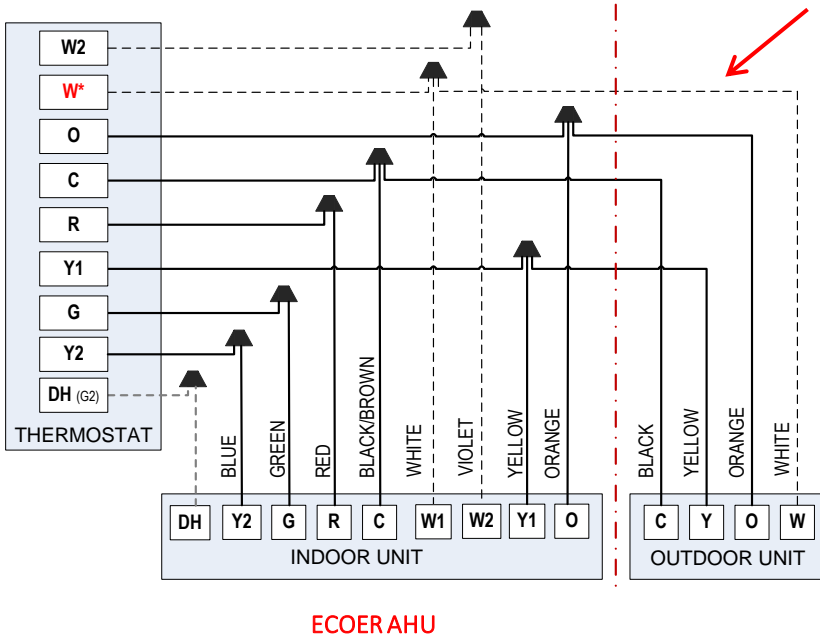 W2
W*
O
C
R
Y1
G
Y2
DH (G2)
THERMOSTAT
BLUE
GREEN
RED
BLACK/BROWN
WHITE
VIOLET
YELLOW
ORANGE
BLACK
YELLOW
ORANGE
WHITE
DH Y2 G R C W1 W2 Y1 O
INDOOR UNIT
C Y O W
OUTDOOR UNIT
ECOER AHU